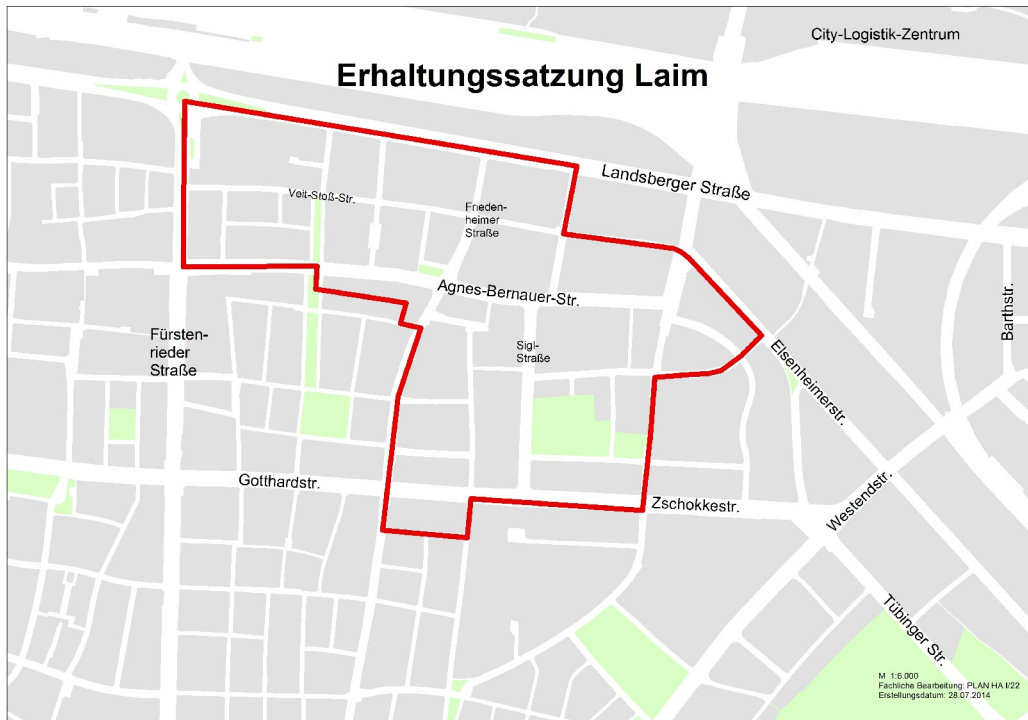 City-Logistik-Zentrum
Erhaltungssatzung Laim
Landsberger Straße
Veit-Stoß-Str.
Frieden-
heimer
Straße
Agnes-Bernauer-Str.
Barthstr.
Fürsten-
rieder
Straße
Sigl-
Straße
Elsenheimerstr.
Gotthardstr.
Zschokkestr.
Westendstr.
Tübinger Str.
M 1:6.000
Fachliche Bearbeitung: PLAN HA I/22
Erstellungsdatum: 28.07.2014